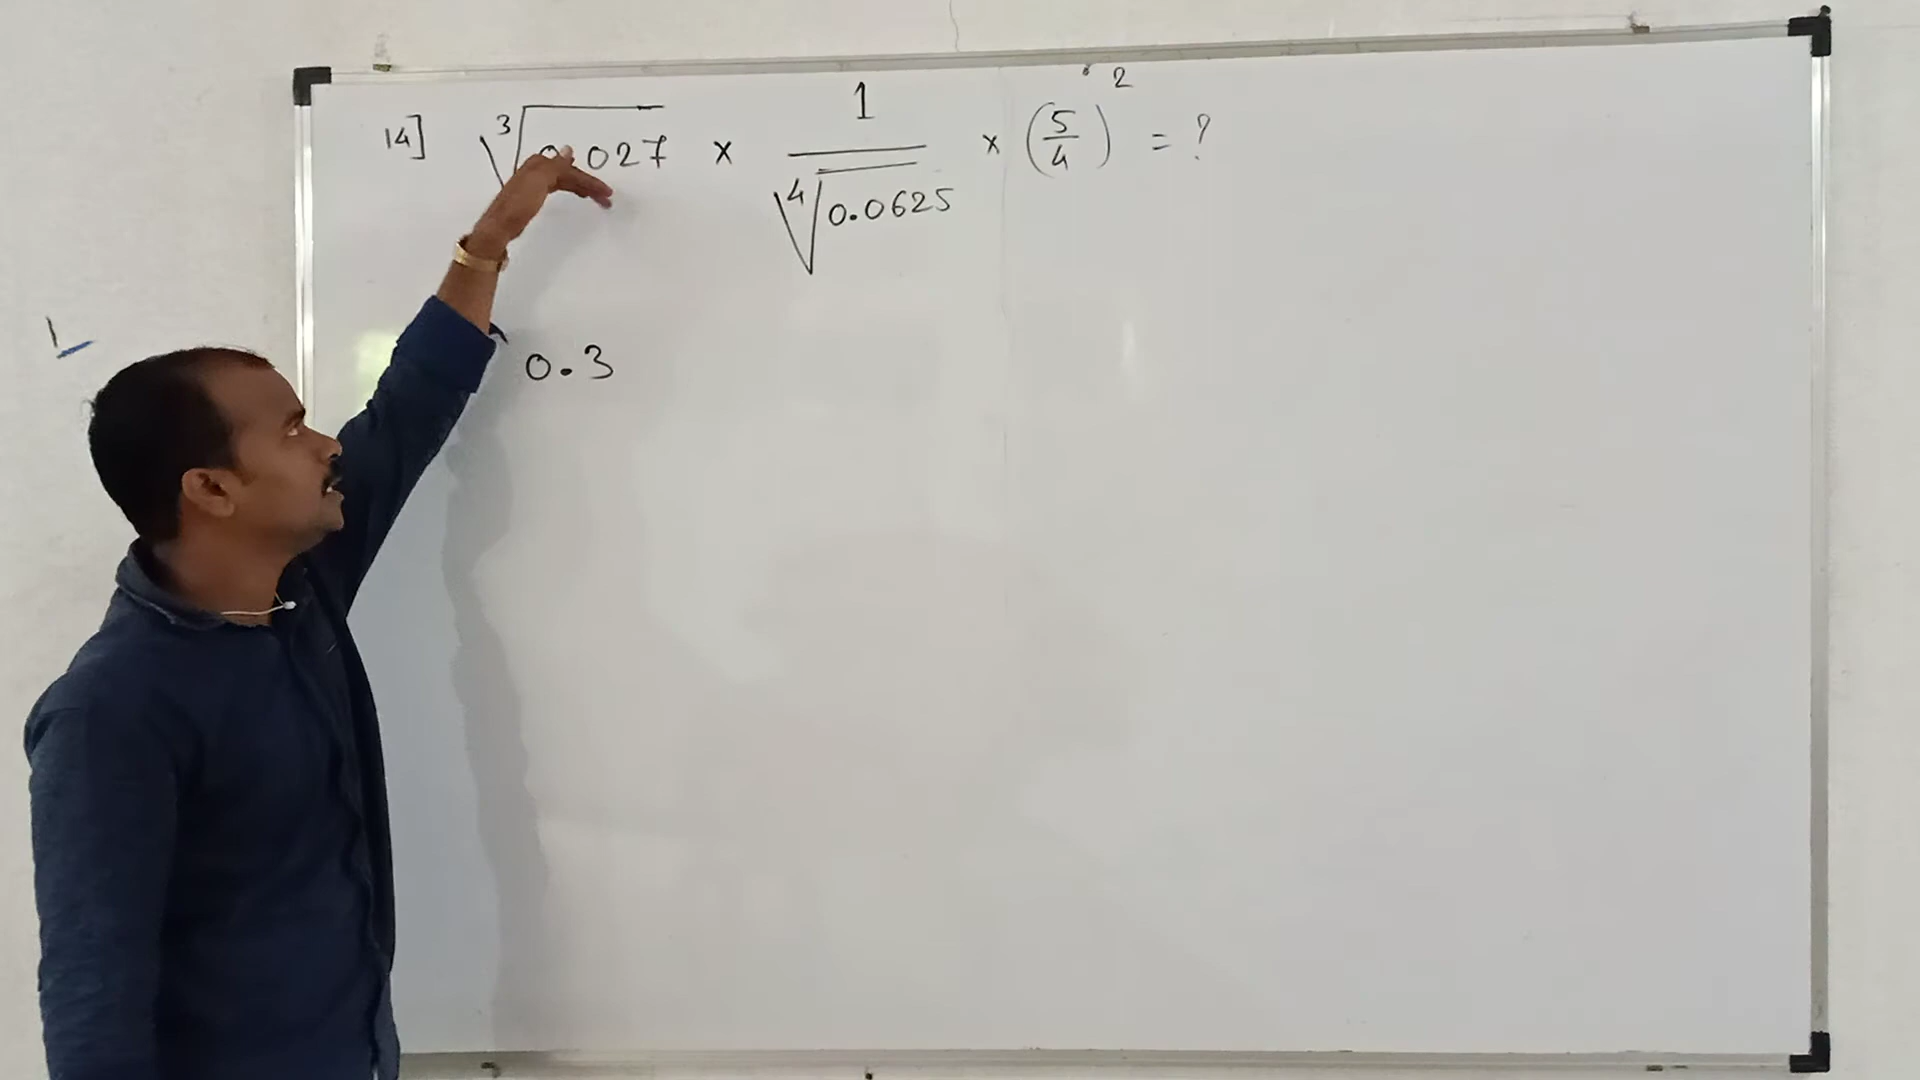 14] ∛0.027 × 1/∜0.0625 × (5/4)² = ?
0.3